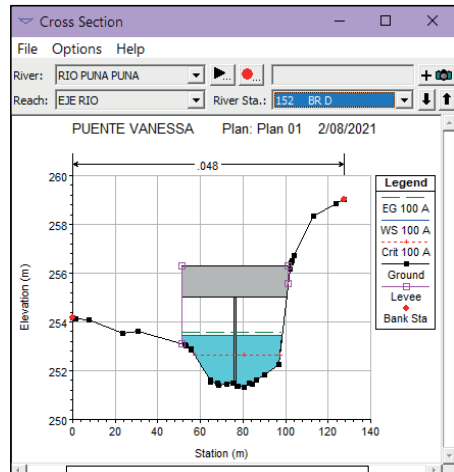 Cross Section
File Options Help
River: RIO PUNA PUNA
Reach: EJE RIO River Sta.: 152 BR D
PUENTE VANESSA Plan: Plan 01 2/08/2021
.048
Legend
EG 100 A
WS 100 A
Crit 100 A
Ground
Levee
Bank Sta
260
258
256
254
252
250
Elevation (m)
0 20 40 60 80 100 120 140
Station (m)